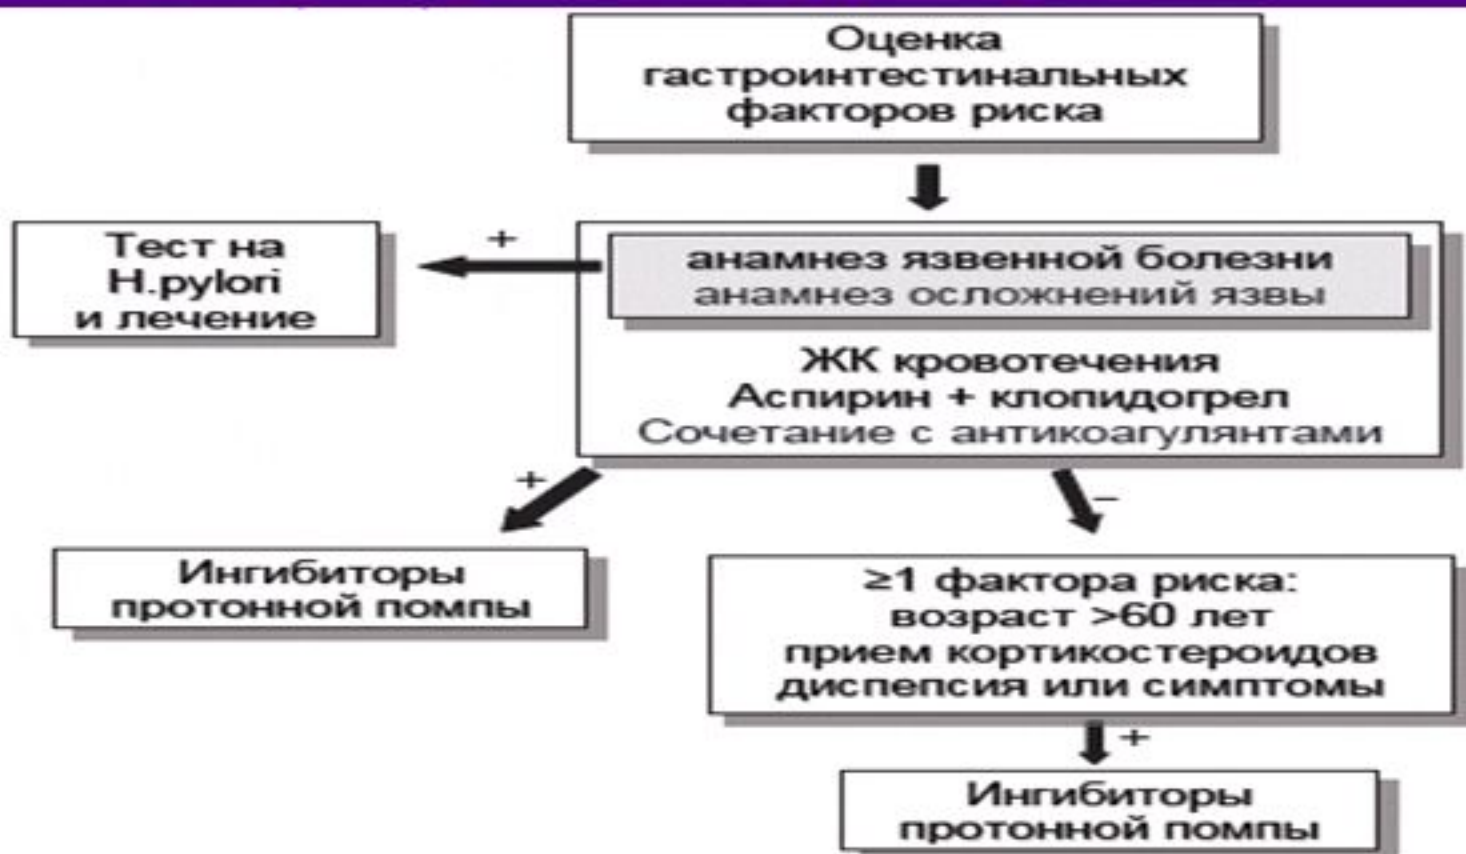 Оценка
гастроинтестинальных
факторов риска
Тест на
H.pylori
и лечение
+
анамнез язвенной болезни
анамнез осложнений язвы
ЖК кровотечения
Аспирин + клопидогрел
Сочетание с антикоагулянтами
+
–
Ингибиторы
протонной помпы
≥1 фактора риска:
возраст >60 лет
прием кортикостероидов
диспепсия или симптомы
+
Ингибиторы
протонной помпы